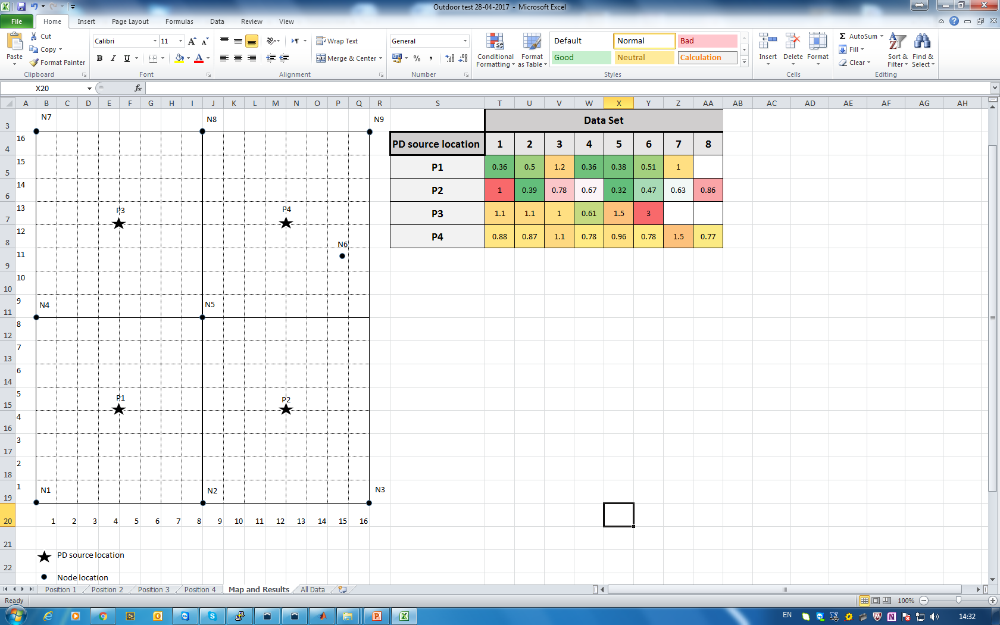 Outdoor test 28-04-2017 - Microsoft Excel
File Home Insert Page Layout Formulas Data Review View
Paste
Cut
Copy
Format Painter
Clipboard
Calibri 11
B I U
Font
Wrap Text
Merge & Center
Alignment
General
%
Number
Conditional Formatting
Format as Table
Default Normal Bad
Good Neutral Calculation
Styles
Insert Delete Format
Cells
AutoSum
Fill
Clear
Sort & Filter
Find & Select
Editing
X20 fx
A B C D E F G H I J K L M N O P Q R S T U V W X Y Z AA AB AC AD AE AF AG AH
N7 N8 N9 Data Set
3
16 PD source location 1 2 3 4 5 6 7 8
4
15 P1 0.36 0.5 1.2 0.36 0.38 0.51 1
5
14 P2 1 0.39 0.78 0.67 0.32 0.47 0.63 0.86
6
13 P3 P4 P3 1.1 1.1 1 0.61 1.5 3
7
12 P4 0.88 0.87 1.1 0.78 0.96 0.78 1.5 0.77
8
N6
11
9
10
10
9 N4 N5
11
8
12
7
13
6
14
5 P1 P2
15
4
16
3
17
2
18
1 N1 N2 N3
19
20 1 2 3 4 5 6 7 8 9 10 11 12 13 14 15 16
21
PD source location
22
Node location
Position 1 Position 2 Position 3 Position 4 Map and Results All Data
Ready 100%
EN 14:32